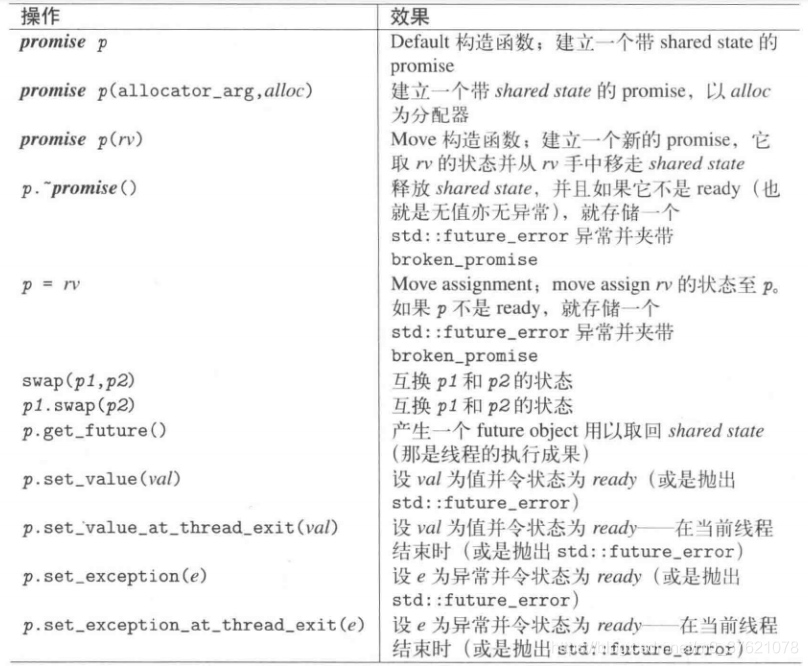 操作 效果
promise p Default 构造函数；建立一个带 shared state 的
promise
promise p(allocator_arg,alloc) 建立一个带 shared state 的 promise，以 alloc
为分配器
promise p(rv) Move 构造函数；建立一个新的 promise，它
取 rv 的状态并从 rv 手中移走 shared state
p.~promise() 释放 shared state，并且如果它不是 ready（也
就是无值亦无异常），就存储一个
std::future_error 异常并夹带
broken_promise
p = rv Move assignment；move assign rv 的状态至 p。
如果 p 不是 ready，就存储一个
std::future_error 异常并夹带
broken_promise
swap(p1,p2) 互换 p1 和 p2 的状态
p1.swap(p2) 互换 p1 和 p2 的状态
p.get_future() 产生一个 future object 用以取回 shared state
（那是线程的执行成果）
p.set_value(val) 设 val 为值并令状态为 ready（或是抛出
std::future_error）
p.set_value_at_thread_exit(val) 设 val 为值并令状态为 ready——在当前线程
结束时（或是抛出 std::future_error）
p.set_exception(e) 设 e 为异常并令状态为 ready（或是抛出
std::future_error）
p.set_exception_at_thread_exit(e) 设 e 为异常并令状态为 ready——在当前线程
结束时（或是抛出 std::future_error）